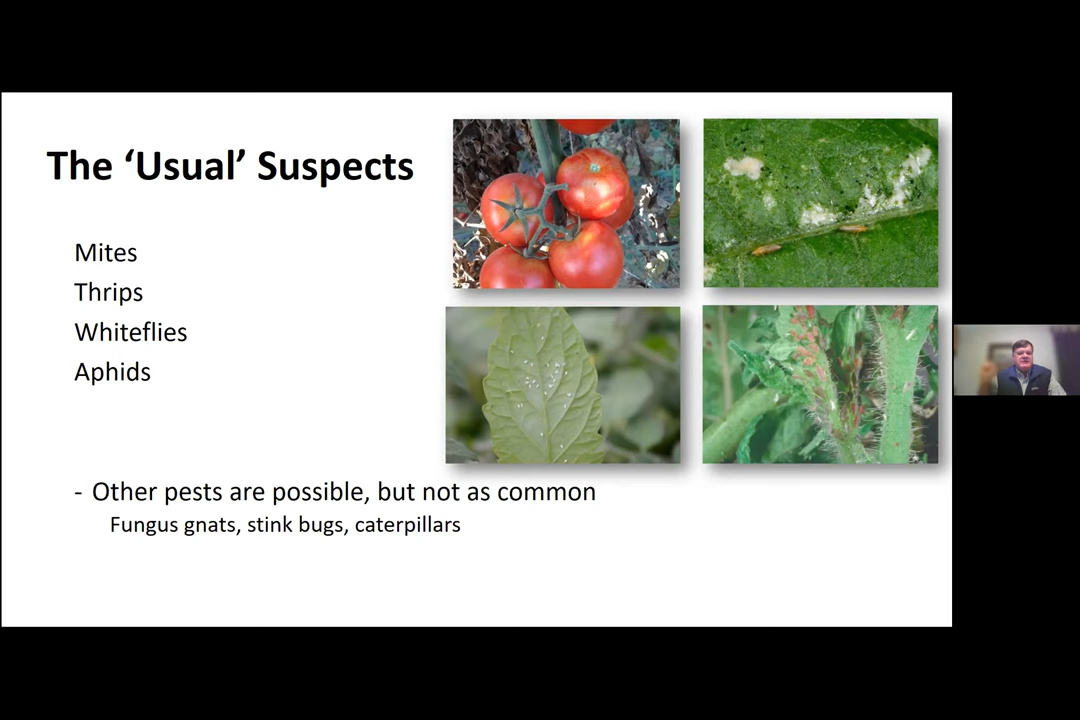 The ‘Usual’ Suspects
Mites
Thrips
Whiteflies
Aphids
- Other pests are possible, but not as common
Fungus gnats, stink bugs, caterpillars